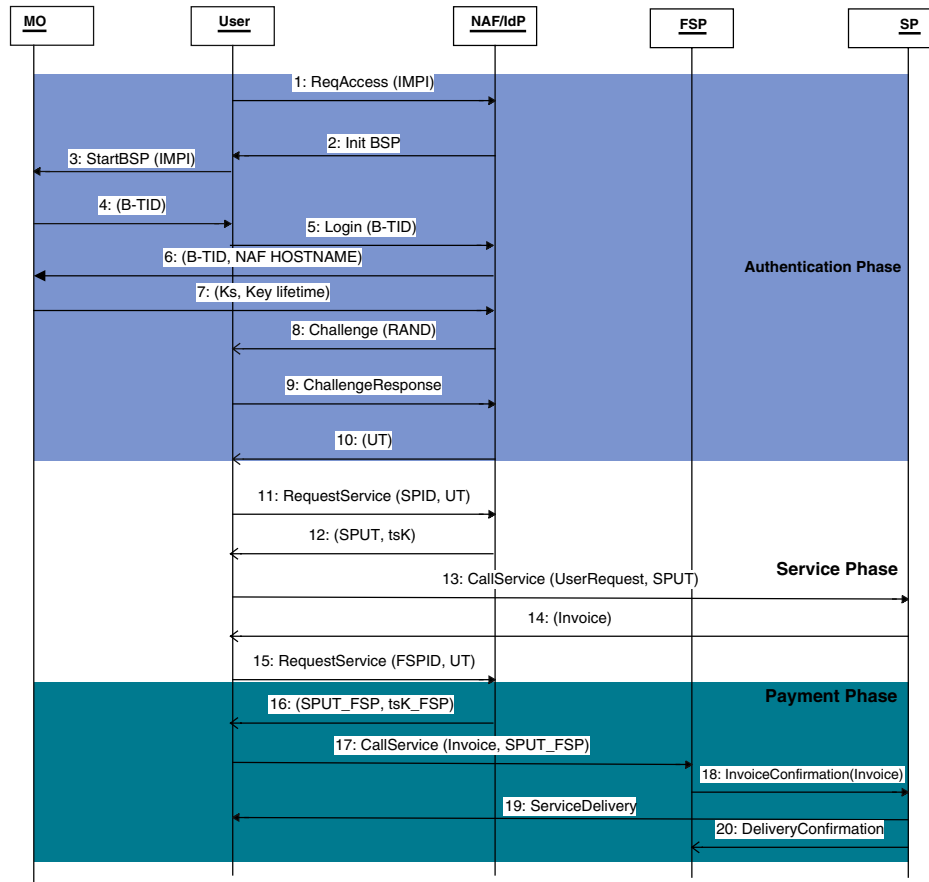 MO
User
NAF/IdP
FSP
SP
1: ReqAccess (IMPI)
2: Init BSP
3: StartBSP (IMPI)
4: (B-TID)
5: Login (B-TID)
6: (B-TID, NAF HOSTNAME)
Authentication Phase
7: (Ks, Key lifetime)
8: Challenge (RAND)
9: ChallengeResponse
10: (UT)
11: RequestService (SPID, UT)
12: (SPUT, tsK)
Service Phase
13: CallService (UserRequest, SPUT)
14: (Invoice)
15: RequestService (FSPID, UT)
Payment Phase
16: (SPUT_FSP, tsK_FSP)
17: CallService (Invoice, SPUT_FSP)
18: InvoiceConfirmation(Invoice)
19: ServiceDelivery
20: DeliveryConfirmation